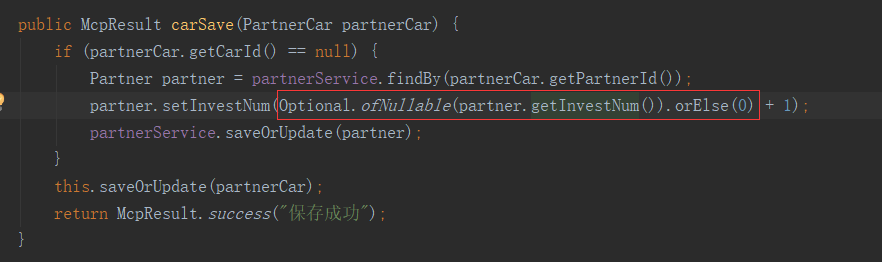 public McpResult carSave(PartnerCar partnerCar) {
if (partnerCar.getCarId() == null) {
Partner partner = partnerService.findBy(partnerCar.getPartnerId());
partner.setInvestNum(Optional.ofNullable(partner.getInvestNum()).orElse(0) + 1);
partnerService.saveOrUpdate(partner);
}
this.saveOrUpdate(partnerCar);
return McpResult.success("保存成功");
}